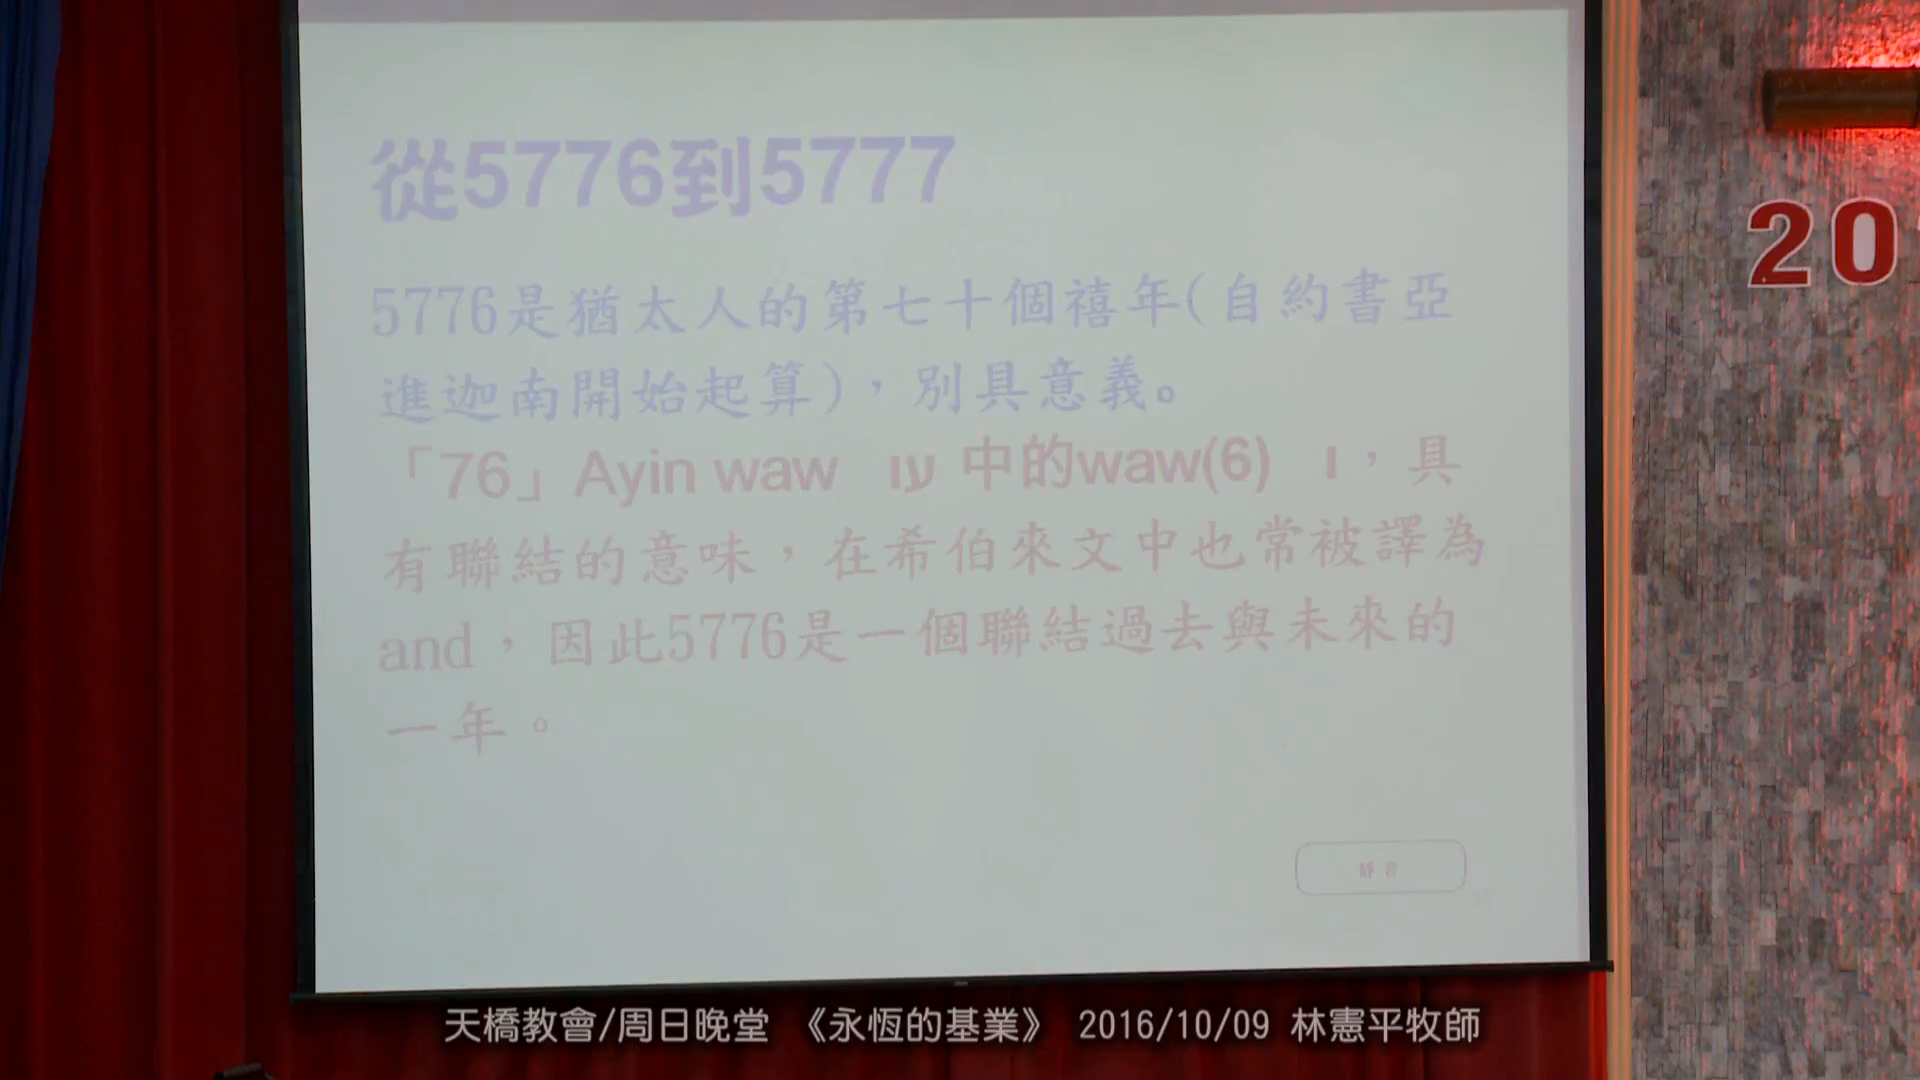 從5776到5777
5776是猶太人的第七十個禧年(自約書亞
進迦南開始起算)，別具意義。
「76」Ayin waw עו 中的waw(6) ו，具
有聯結的意味，在希伯來文中也常被譯為
and，因此5776是一個聯結過去與未來的
一年。
靜音
20
天橋教會/周日晚堂 《永恆的基業》 2016/10/09 林憲平牧師